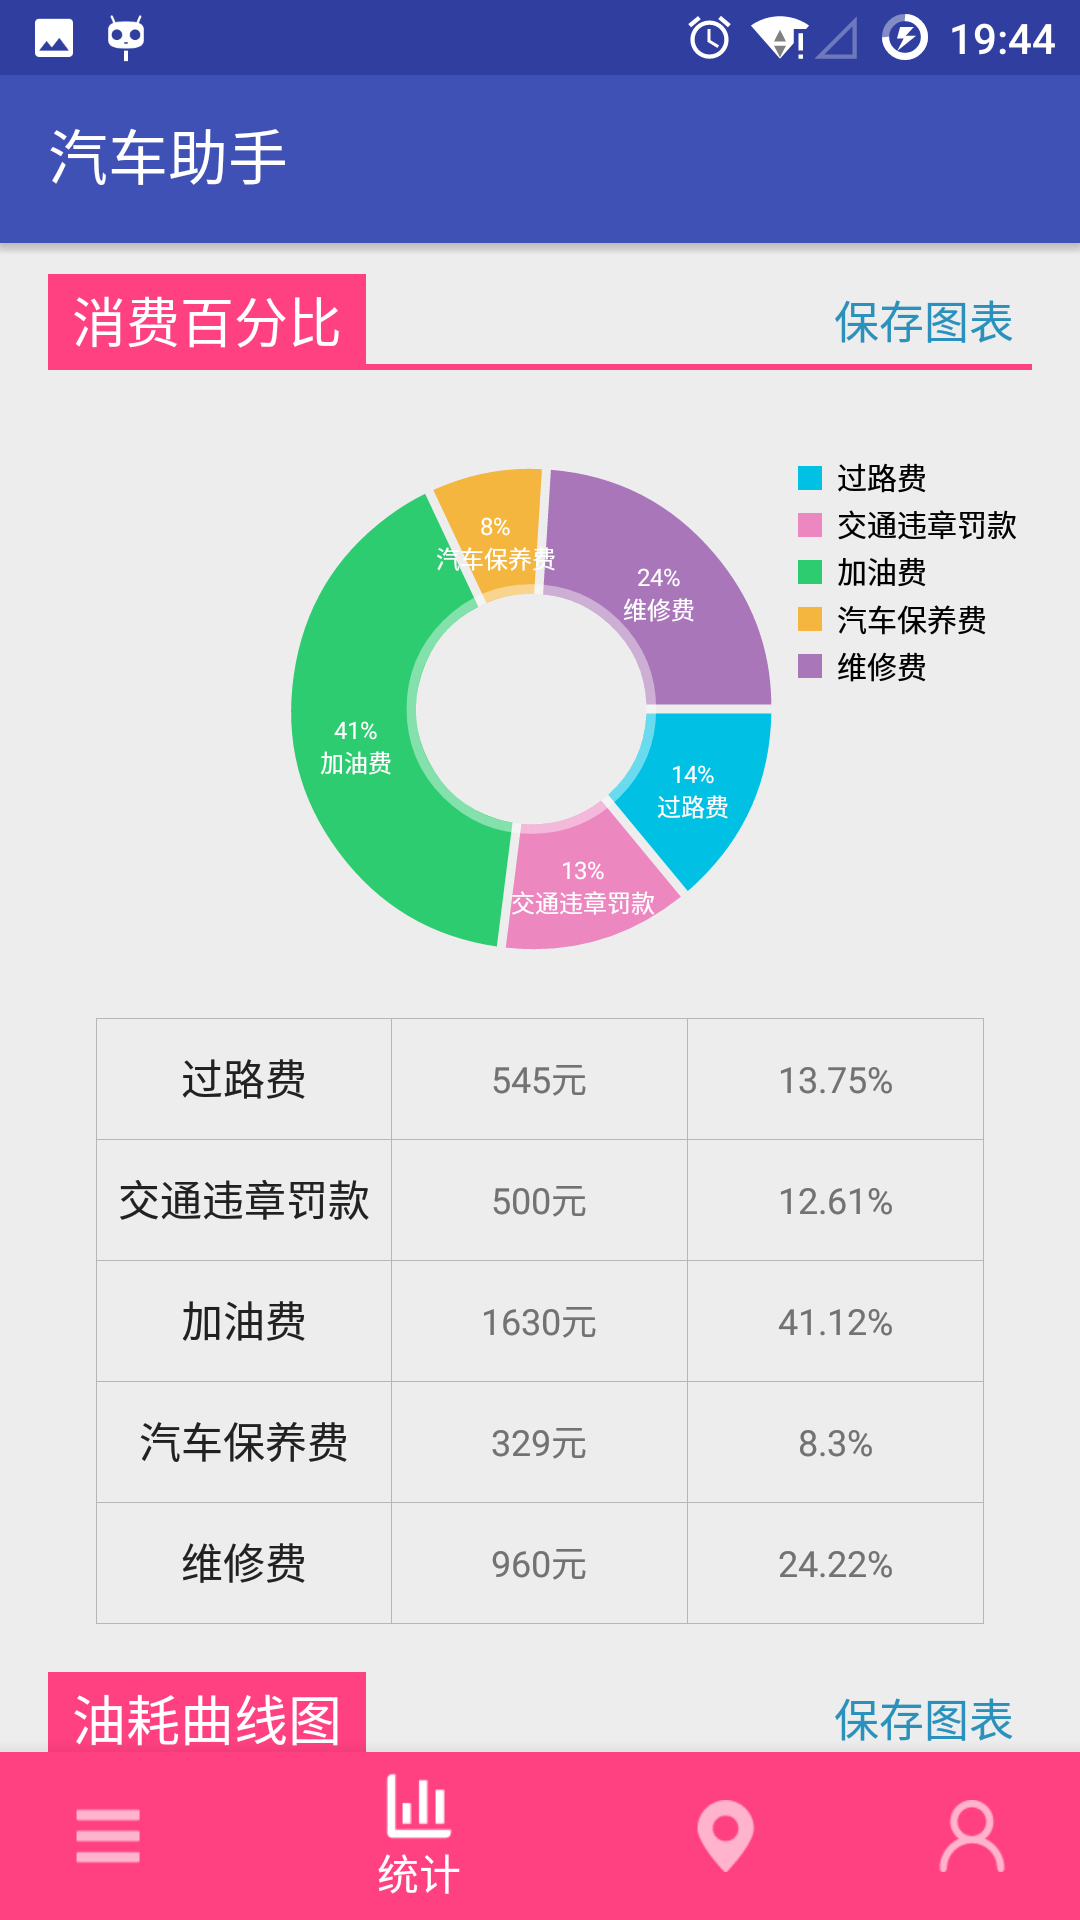 19:44
汽车助手
消费百分比
保存图表
过路费
交通违章罚款
加油费
汽车保养费
维修费
8%
汽车保养费
24%
维修费
41%
加油费
14%
过路费
13%
交通违章罚款
过路费 545元 13.75%
交通违章罚款 500元 12.61%
加油费 1630元 41.12%
汽车保养费 329元 8.3%
维修费 960元 24.22%
油耗曲线图
保存图表
统计